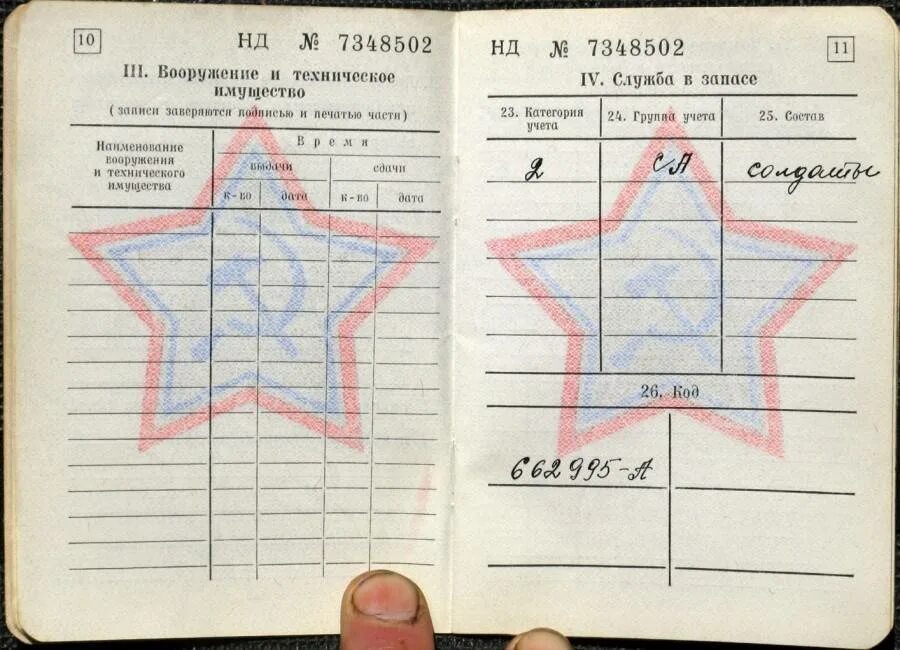 10
НД № 7348502
III. Вооружение и техническое
имущество
(записи заверяются подписью и печатью части)
Наименование
вооружения
и технического
имущества
Время
выдачи
сдачи
к-во
дата
к-во
дата
НД № 7348502
11
IV. Служба в запасе
23. Категория
учета
24. Группа учета
25. Состав
2
СА
солдаты
26. Код
662995-А